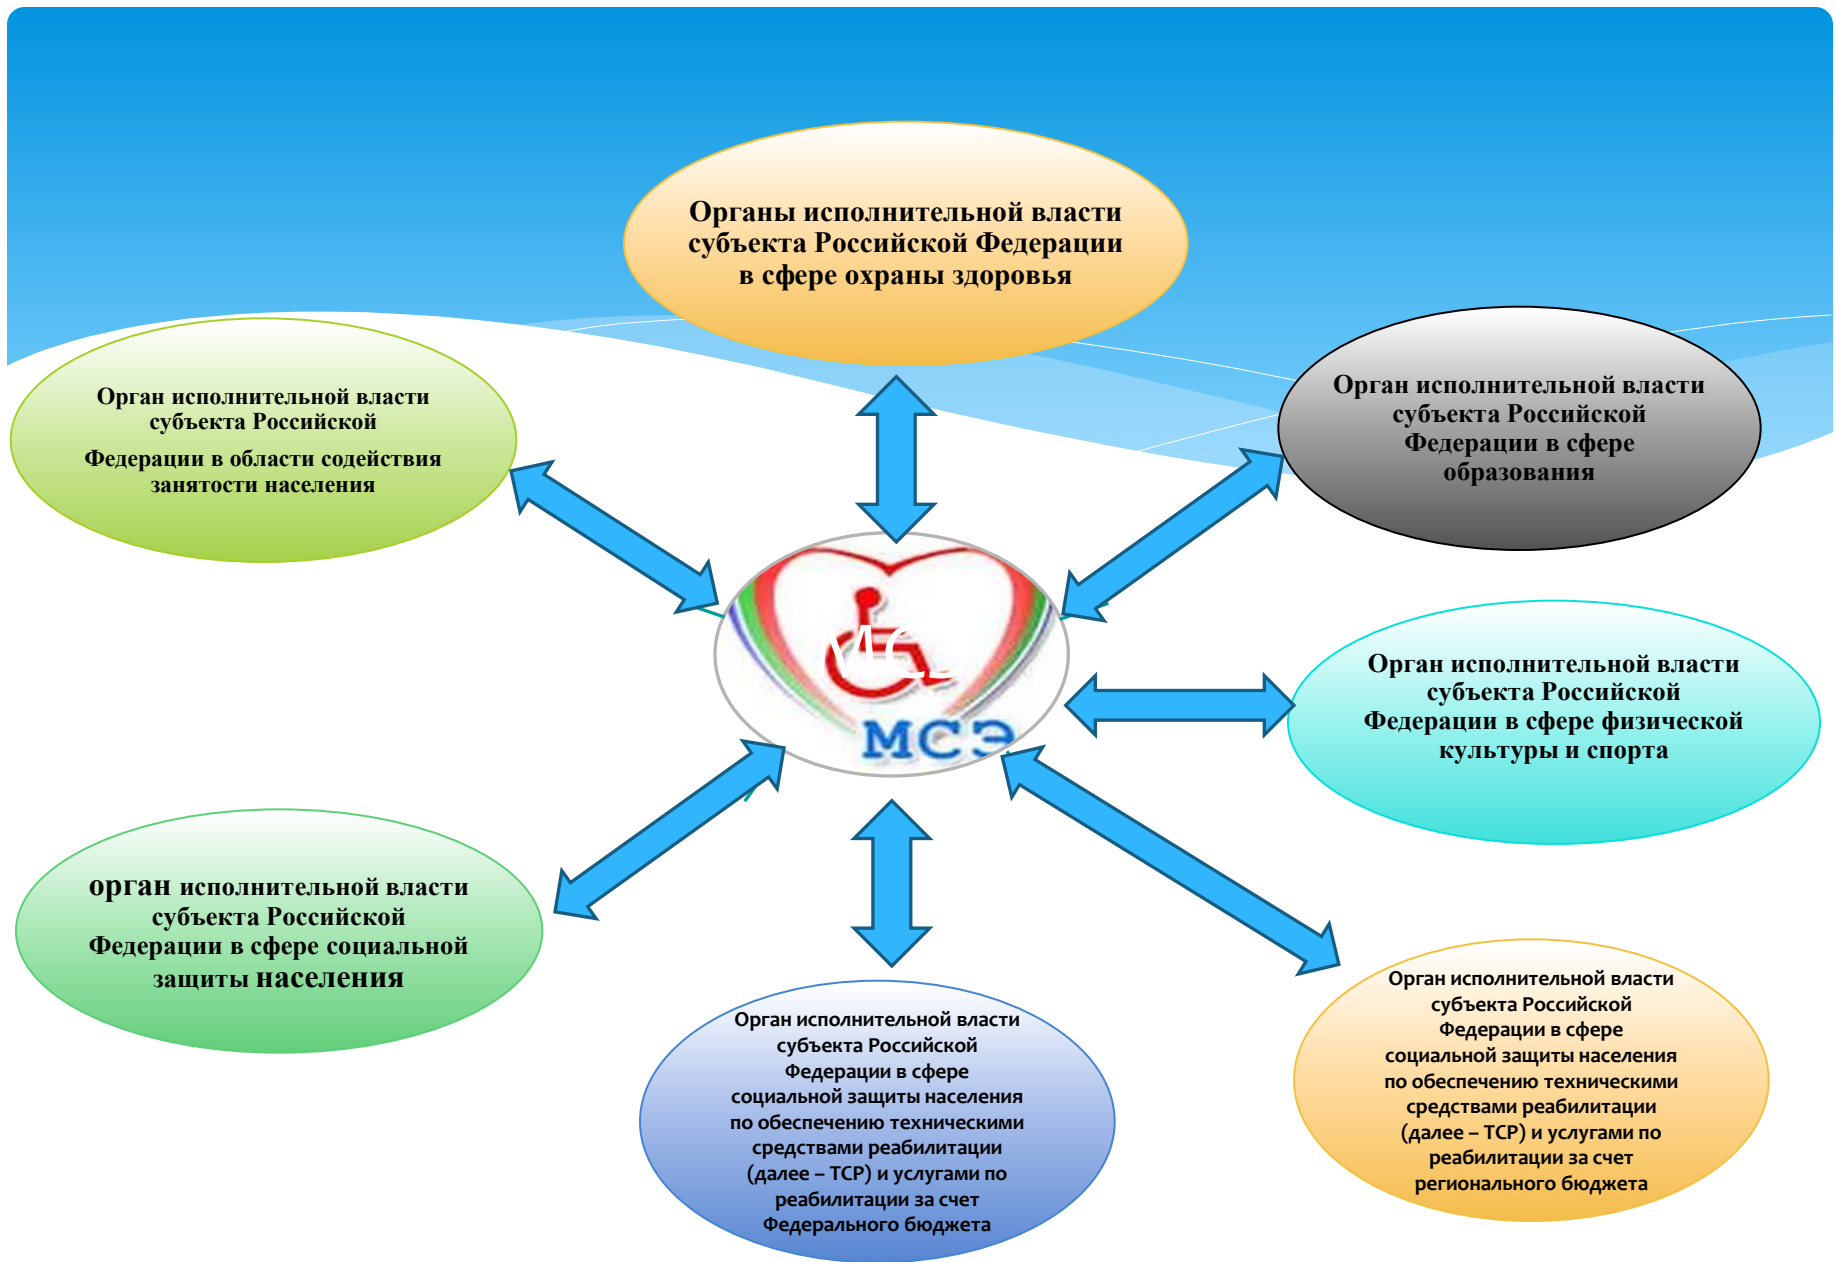 Органы исполнительной власти
субъекта Российской Федерации
в сфере охраны здоровья
Орган исполнительной власти
субъекта Российской
Федерации в области содействия
занятости населения
Орган исполнительной власти
субъекта Российской
Федерации в сфере
образования
МСЭ
Орган исполнительной власти
субъекта Российской
Федерации в сфере физической
культуры и спорта
орган исполнительной власти
субъекта Российской
Федерации в сфере социальной
защиты населения
Орган исполнительной власти
субъекта Российской
Федерации в сфере
социальной защиты населения
по обеспечению техническими
средствами реабилитации
(далее – ТСР) и услугами по
реабилитации за счет
Федерального бюджета
Орган исполнительной власти
субъекта Российской
Федерации в сфере
социальной защиты населения
по обеспечению техническими
средствами реабилитации
(далее – ТСР) и услугами по
реабилитации за счет
регионального бюджета